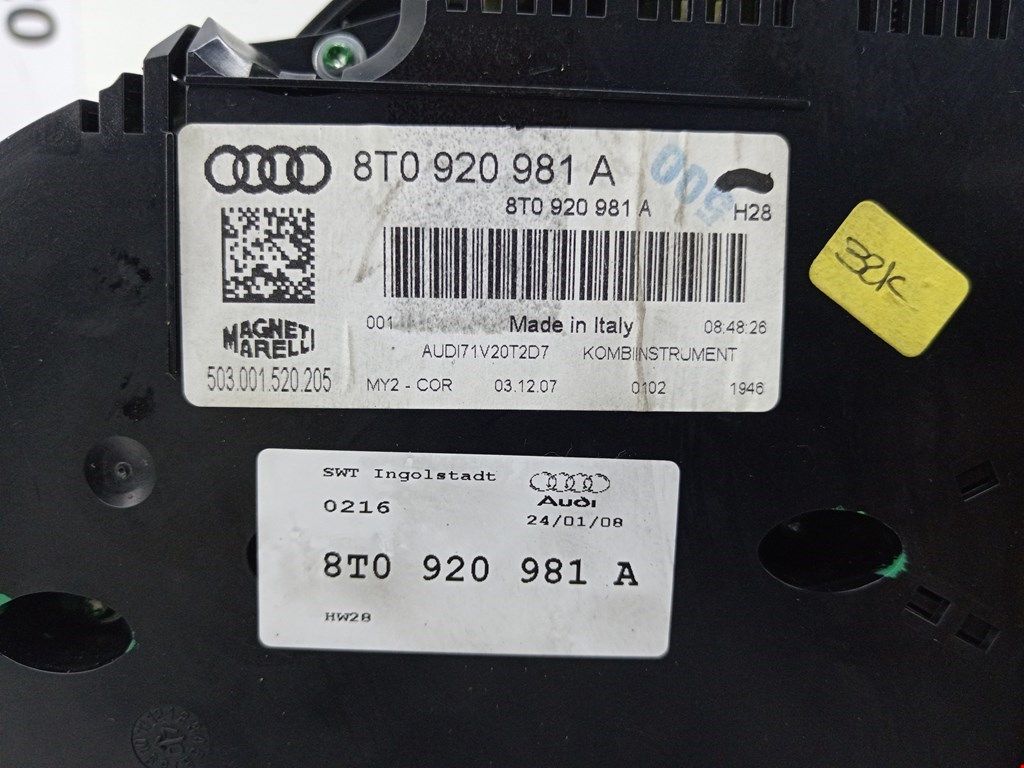 8T0 920 981 A
500
8T0 920 981 A
H28
MAGNETI
MARELLI
503.001.520.205
001
Made in Italy
08:48:26
AUDI71V20T2D7 KOMBIINSTRUMENT
MY2 - COR 03.12.07 0102 1946
32K
SWT Ingolstadt
0216
Audi
24/01/08
8T0 920 981 A
HW28